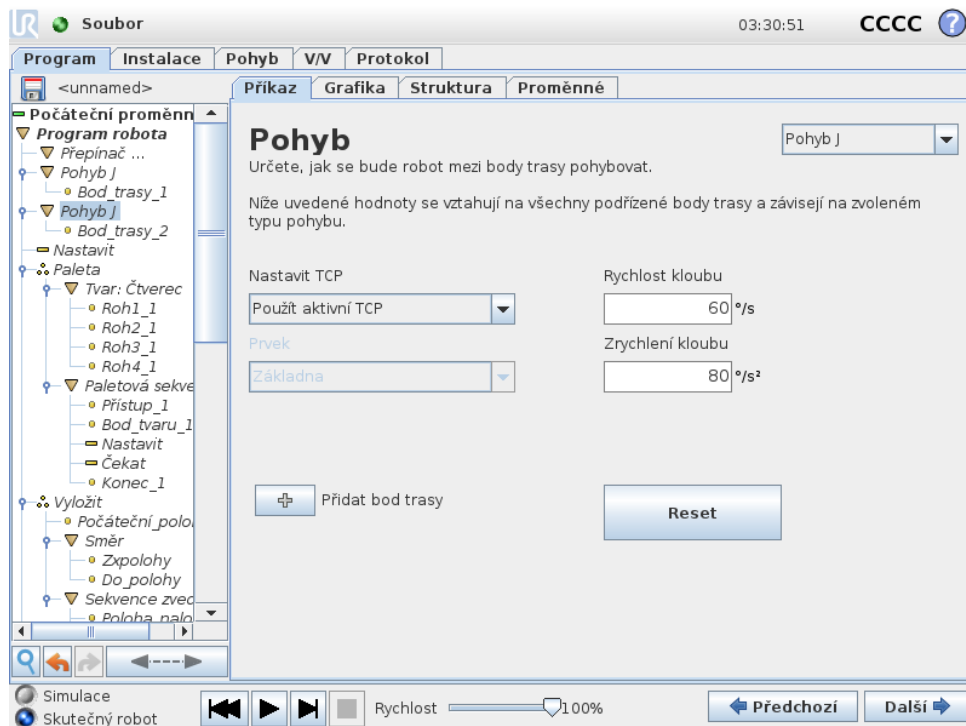 UR Soubor 03:30:51 CCCC ?
Program Instalace Pohyb V/V Protokol
<unnamed>
Příkaz Grafika Struktura Proměnné
Počáteční proměnn
Program robota
Přepínač ...
Pohyb J
Bod_trasy_1
Pohyb J
Bod_trasy_2
Nastavit
Paleta
Tvar: Čtverec
Roh1_1
Roh2_1
Roh3_1
Roh4_1
Paletová sekve
Přístup_1
Bod_tvaru_1
Nastavit
Čekat
Konec_1
Vyložit
Počáteční_polo
Směr
Zxpolohy
Do_polohy
Sekvence zved
Poloha_nalo
Pohyb
Pohyb J
Určete, jak se bude robot mezi body trasy pohybovat.
Níže uvedené hodnoty se vztahují na všechny podřízené body trasy a závisejí na zvoleném
typu pohybu.
Nastavit TCP
Použít aktivní TCP
Prvek
Základna
Rychlost kloubu
60 °/s
Zrychlení kloubu
80 °/s²
Přidat bod trasy
Reset
Simulace
Skutečný robot
Rychlost 100%
Předchozí
Další